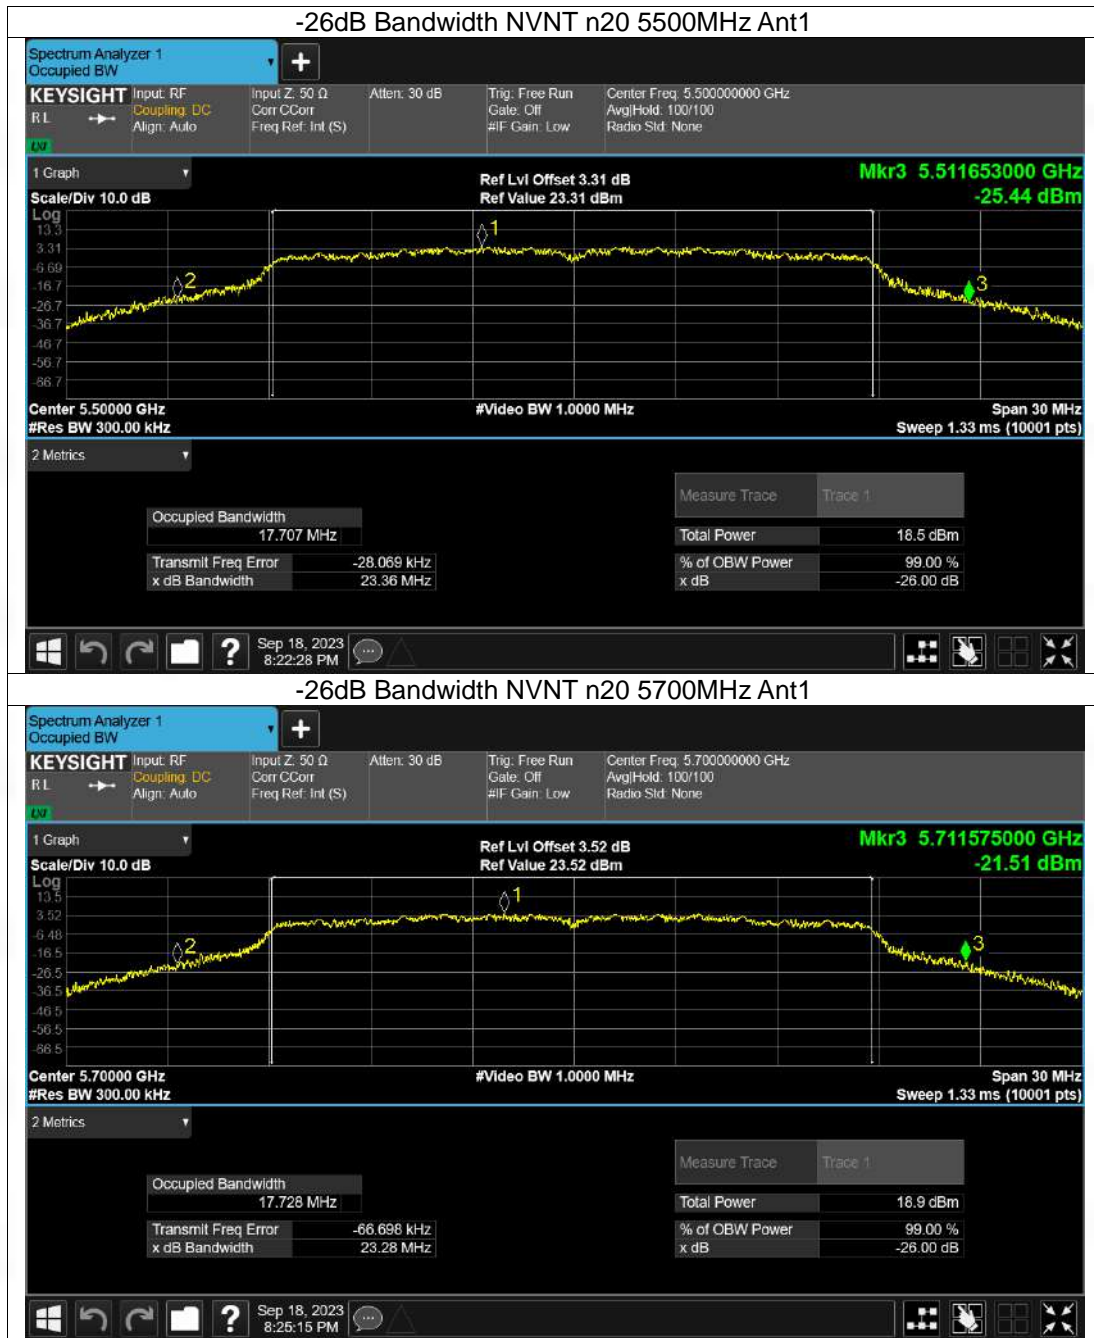 -26dB Bandwidth NVNT n20 5500MHz Ant1
Spectrum Analyzer 1
Occupied BW
KEYSIGHT Input: RF Input Z: 50 Ω Atten: 30 dB Trig: Free Run Center Freq: 5.500000000 GHz
R L Coupling: DC Corr CCorr Gate: Off Avg|Hold: 100/100
Align: Auto Freq Ref: Int (S) #IF Gain: Low Radio Std: None
LXI
1 Graph Ref Lvl Offset 3.31 dB Mkr3 5.511653000 GHz
Scale/Div 10.0 dB Ref Value 23.31 dBm -25.44 dBm
Log
13.3
3.31
-6.69
-16.7
-26.7
-36.7
-46.7
-56.7
-66.7
1
2
3
Center 5.50000 GHz #Video BW 1.0000 MHz Span 30 MHz
#Res BW 300.00 kHz Sweep 1.33 ms (10001 pts)
2 Metrics
Measure Trace Trace 1
Occupied Bandwidth
17.707 MHz Total Power 18.5 dBm
Transmit Freq Error -28.069 kHz % of OBW Power 99.00 %
x dB Bandwidth 23.36 MHz x dB -26.00 dB
Sep 18, 2023
8:22:28 PM
-26dB Bandwidth NVNT n20 5700MHz Ant1
Spectrum Analyzer 1
Occupied BW
KEYSIGHT Input: RF Input Z: 50 Ω Atten: 30 dB Trig: Free Run Center Freq: 5.700000000 GHz
R L Coupling: DC Corr CCorr Gate: Off Avg|Hold: 100/100
Align: Auto Freq Ref: Int (S) #IF Gain: Low Radio Std: None
LXI
1 Graph Ref Lvl Offset 3.52 dB Mkr3 5.711575000 GHz
Scale/Div 10.0 dB Ref Value 23.52 dBm -21.51 dBm
Log
13.5
3.52
-6.48
-16.5
-26.5
-36.5
-46.5
-56.5
-66.5
1
2
3
Center 5.70000 GHz #Video BW 1.0000 MHz Span 30 MHz
#Res BW 300.00 kHz Sweep 1.33 ms (10001 pts)
2 Metrics
Measure Trace Trace 1
Occupied Bandwidth
17.728 MHz Total Power 18.9 dBm
Transmit Freq Error -66.698 kHz % of OBW Power 99.00 %
x dB Bandwidth 23.28 MHz x dB -26.00 dB
Sep 18, 2023
8:25:15 PM